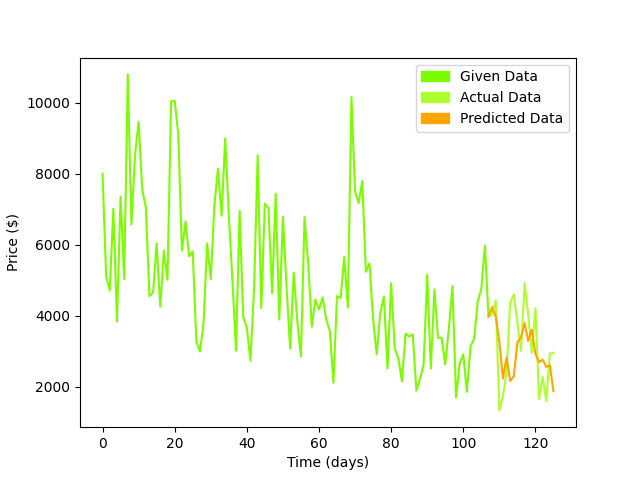 Given Data
Actual Data
Predicted Data
10000
8000
6000
4000
2000
Price ($)
0 20 40 60 80 100 120
Time (days)